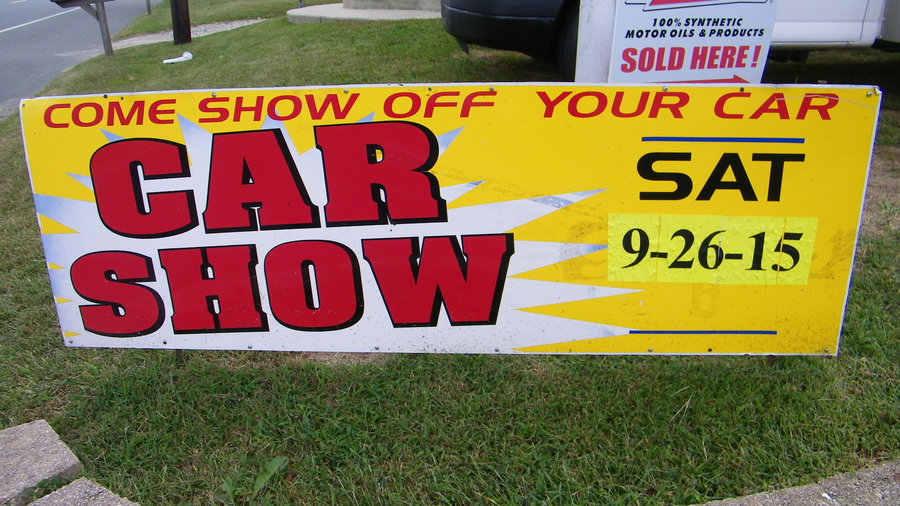 100% SYNTHETIC
MOTOR OILS & PRODUCTS
SOLD HERE!
COME SHOW OFF YOUR CAR
CAR
SHOW
SAT
9-26-15